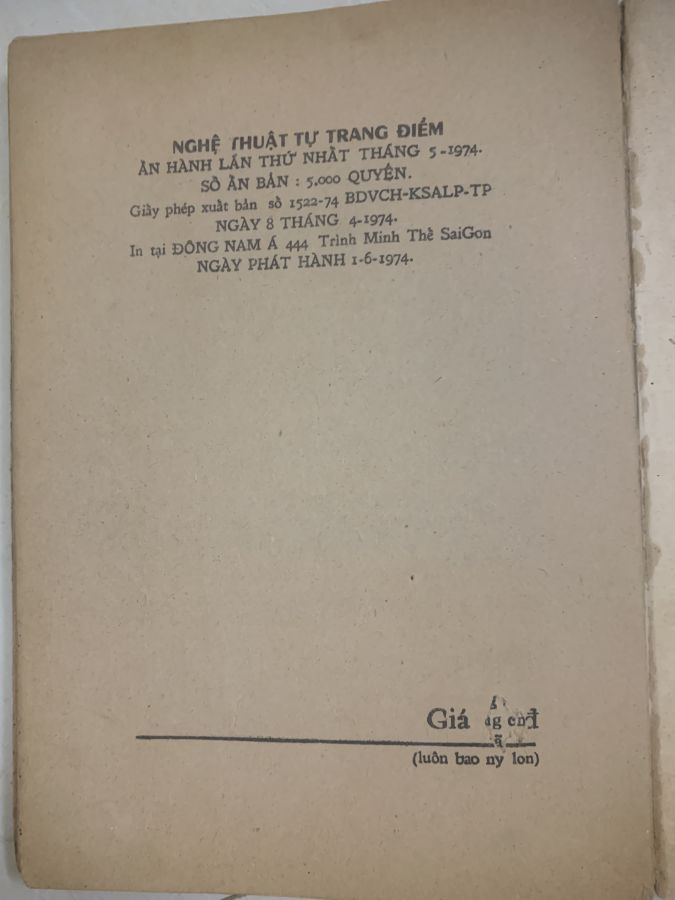 NGHỆ THUẬT TỰ TRANG ĐIỂM
ẤN HÀNH LẦN THỨ NHẤT THÁNG 5-1974.
SỐ ẤN BẢN : 5.000 QUYỂN.
Giấy phép xuất bản số 1522-74 BDVCH-KSALP-TP
NGÀY 8 THÁNG 4-1974.
In tại ĐÔNG NAM Á 444 Trình Minh Thế SaiGon
NGÀY PHÁT HÀNH 1-6-1974.
Giá đ
(luôn bao ny lon)